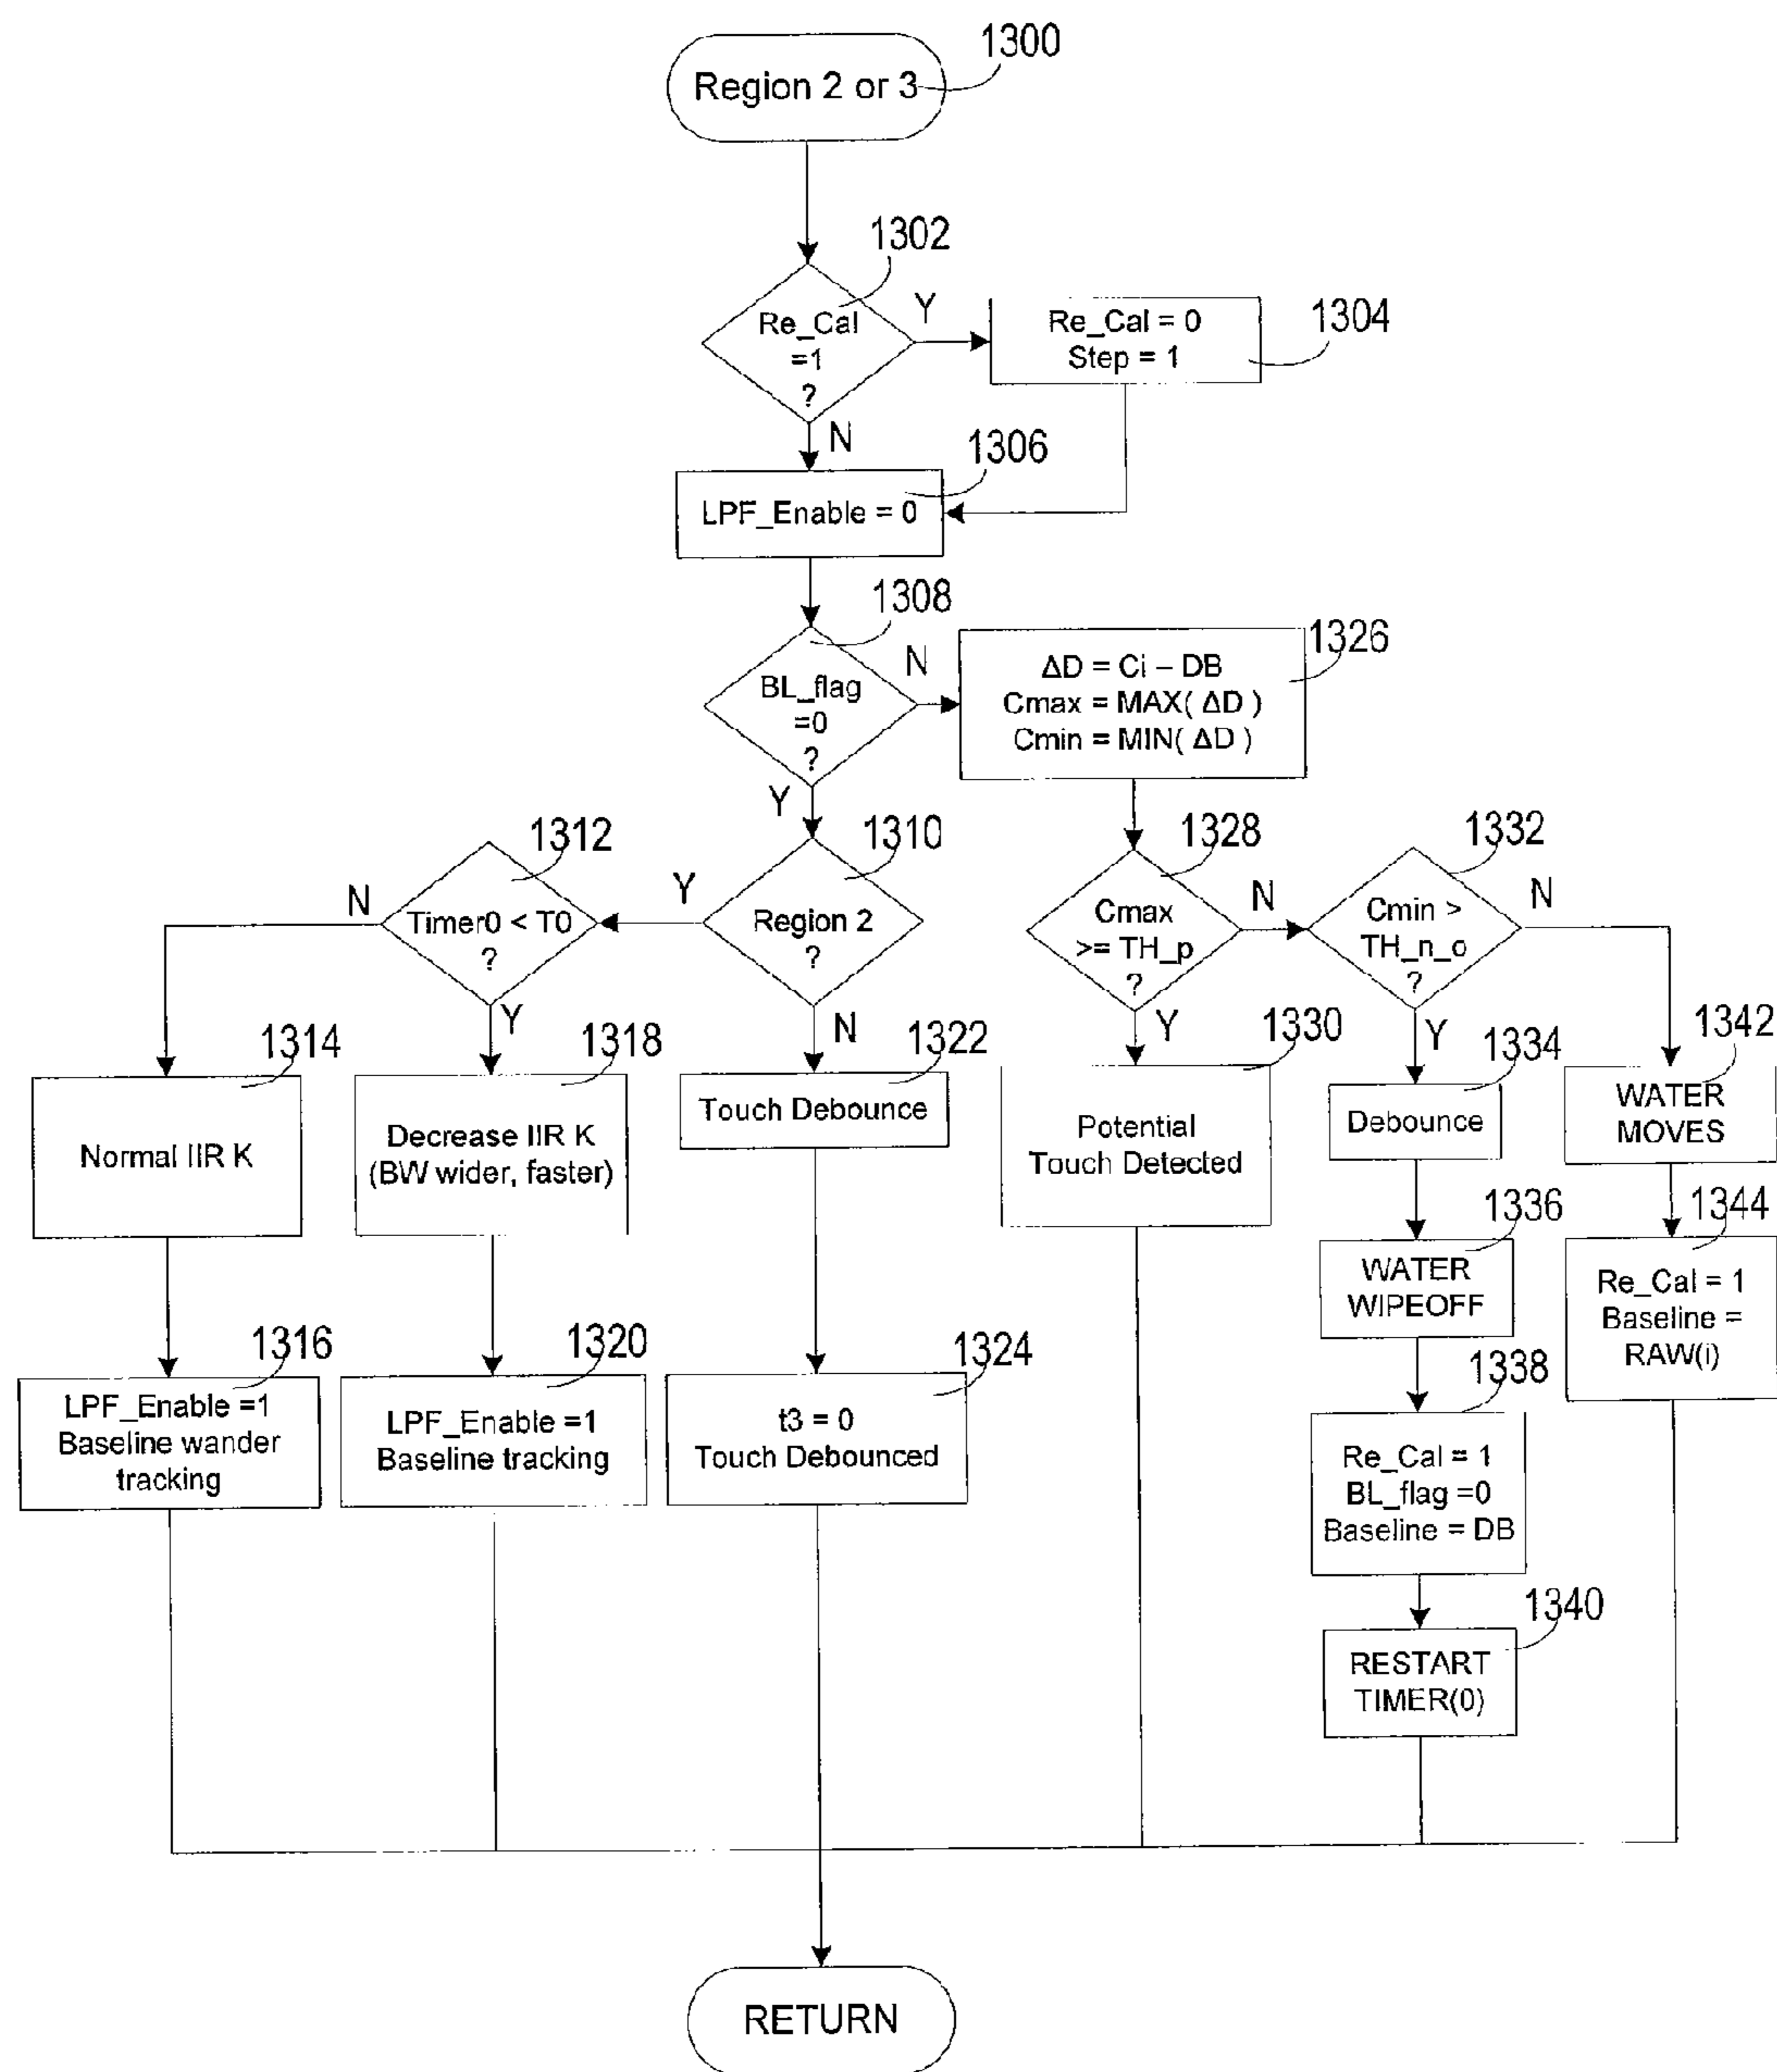 1300
Region 2 or 3
1302
Re_Cal
=1
?
Y
Re_Cal = 0
Step = 1
1304
N
1306
LPF_Enable = 0
1308
BL_flag
=0
?
N
ΔD = Ci – DB
Cmax = MAX( ΔD )
Cmin = MIN( ΔD )
1326
Y
1312
Timer0 < T0
?
N
Y
1310
Region 2
?
Y
N
1328
Cmax
>= TH_p
?
N
Y
1332
Cmin >
TH_n_o
?
N
Y
1314
Normal IIR K
1318
Decrease IIR K
(BW wider, faster)
1322
Touch Debounce
1330
Potential
Touch Detected
1334
Debounce
1342
WATER
MOVES
1336
WATER
WIPEOFF
1344
Re_Cal = 1
Baseline =
RAW(i)
1316
LPF_Enable =1
Baseline wander
tracking
1320
LPF_Enable =1
Baseline tracking
1324
t3 = 0
Touch Debounced
1338
Re_Cal = 1
BL_flag =0
Baseline = DB
1340
RESTART
TIMER(0)
RETURN